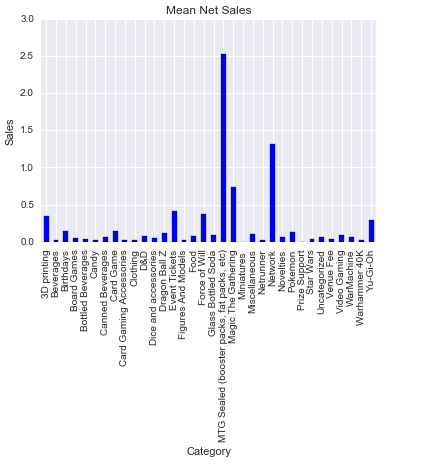 Mean Net Sales
3.0
2.5
2.0
1.5
1.0
0.5
0.0
Sales
3D printing
Beverages
Birthdays
Board Games
Bottled Beverages
Candy
Canned Beverages
Card Game
Card Gaming Accessories
Clothing
D&D
Dice and accessories
Dragon Ball Z
Event Tickets
Figures And Models
Food
Force of Will
Glass Bottled Soda
MTG Sealed (booster packs, fat packs, etc)
Magic The Gathering
Miniatures
Miscellaneous
Netrunner
Network
Novelties
Pokemon
Prize Support
Star Wars
Uncategorized
Venue Fee
Video Gaming
WarMachine
Warhammer 40K
Yu-Gi-Oh
Category